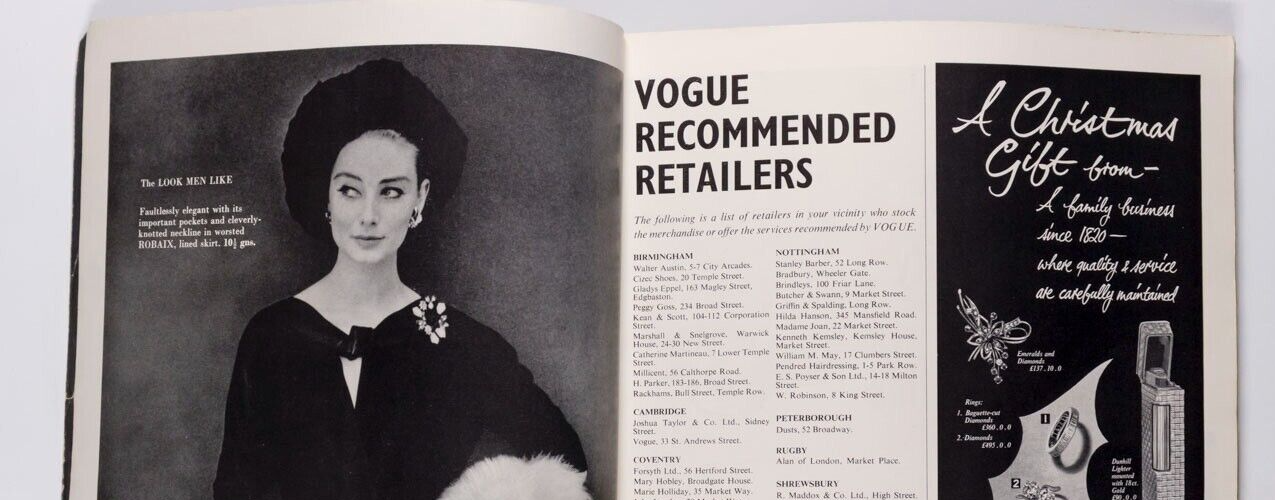 The LOOK MEN LIKE
Faultlessly elegant with its
important pockets and cleverly-
knotted neckline in worsted
ROBAIX, lined skirt. 10½ gns.
VOGUE
RECOMMENDED
RETAILERS
The following is a list of retailers in your vicinity who stock
the merchandise or offer the services recommended by VOGUE.
BIRMINGHAM
Walter Austin, 5-7 City Arcades.
Cizec Shoes, 20 Temple Street.
Gladys Eppel, 163 Magley Street,
Edgbaston.
Peggy Goss, 234 Broad Street.
Kean & Scott, 104-112 Corporation
Street.
Marshall & Snelgrove, Warwick
House, 24-30 New Street.
Catherine Martineau, 7 Lower Temple
Street.
Millicent, 56 Calthorpe Road.
H. Parker, 183-186, Broad Street.
Rackhams, Bull Street, Temple Row.
CAMBRIDGE
Joshua Taylor & Co. Ltd., Sidney
Street.
Vogue, 33 St. Andrews Street.
COVENTRY
Forsyth Ltd., 56 Hertford Street.
Mary Hobley, Broadgate House.
Marie Holliday, 35 Market Way.
NOTTINGHAM
Stanley Barber, 52 Long Row.
Bradbury, Wheeler Gate.
Brindleys, 100 Friar Lane.
Butcher & Swann, 9 Market Street.
Griffin & Spalding, Long Row.
Hilda Hanson, 345 Mansfield Road.
Madame Joan, 22 Market Street.
Kenneth Kemsley, Kemsley House,
Market Street.
William M. May, 17 Clumbers Street.
Pendred Hairdressing, 1-5 Park Row.
E. S. Poyser & Son Ltd., 14-18 Milton
Street.
W. Robinson, 8 King Street.
PETERBOROUGH
Dusts, 52 Broadway.
RUGBY
Alan of London, Market Place.
SHREWSBURY
R. Maddox & Co. Ltd., High Street.
A Christmas
Gift from—
A family business
since 1820—
where quality & service
are carefully maintained
Emeralds and
Diamonds
£137.10.0
Rings:
1. Baguette-cut
Diamonds
£360.0.0
2. Diamonds
£495.0.0
1
2
Dunhill
Lighter
mounted
with 18ct.
Gold